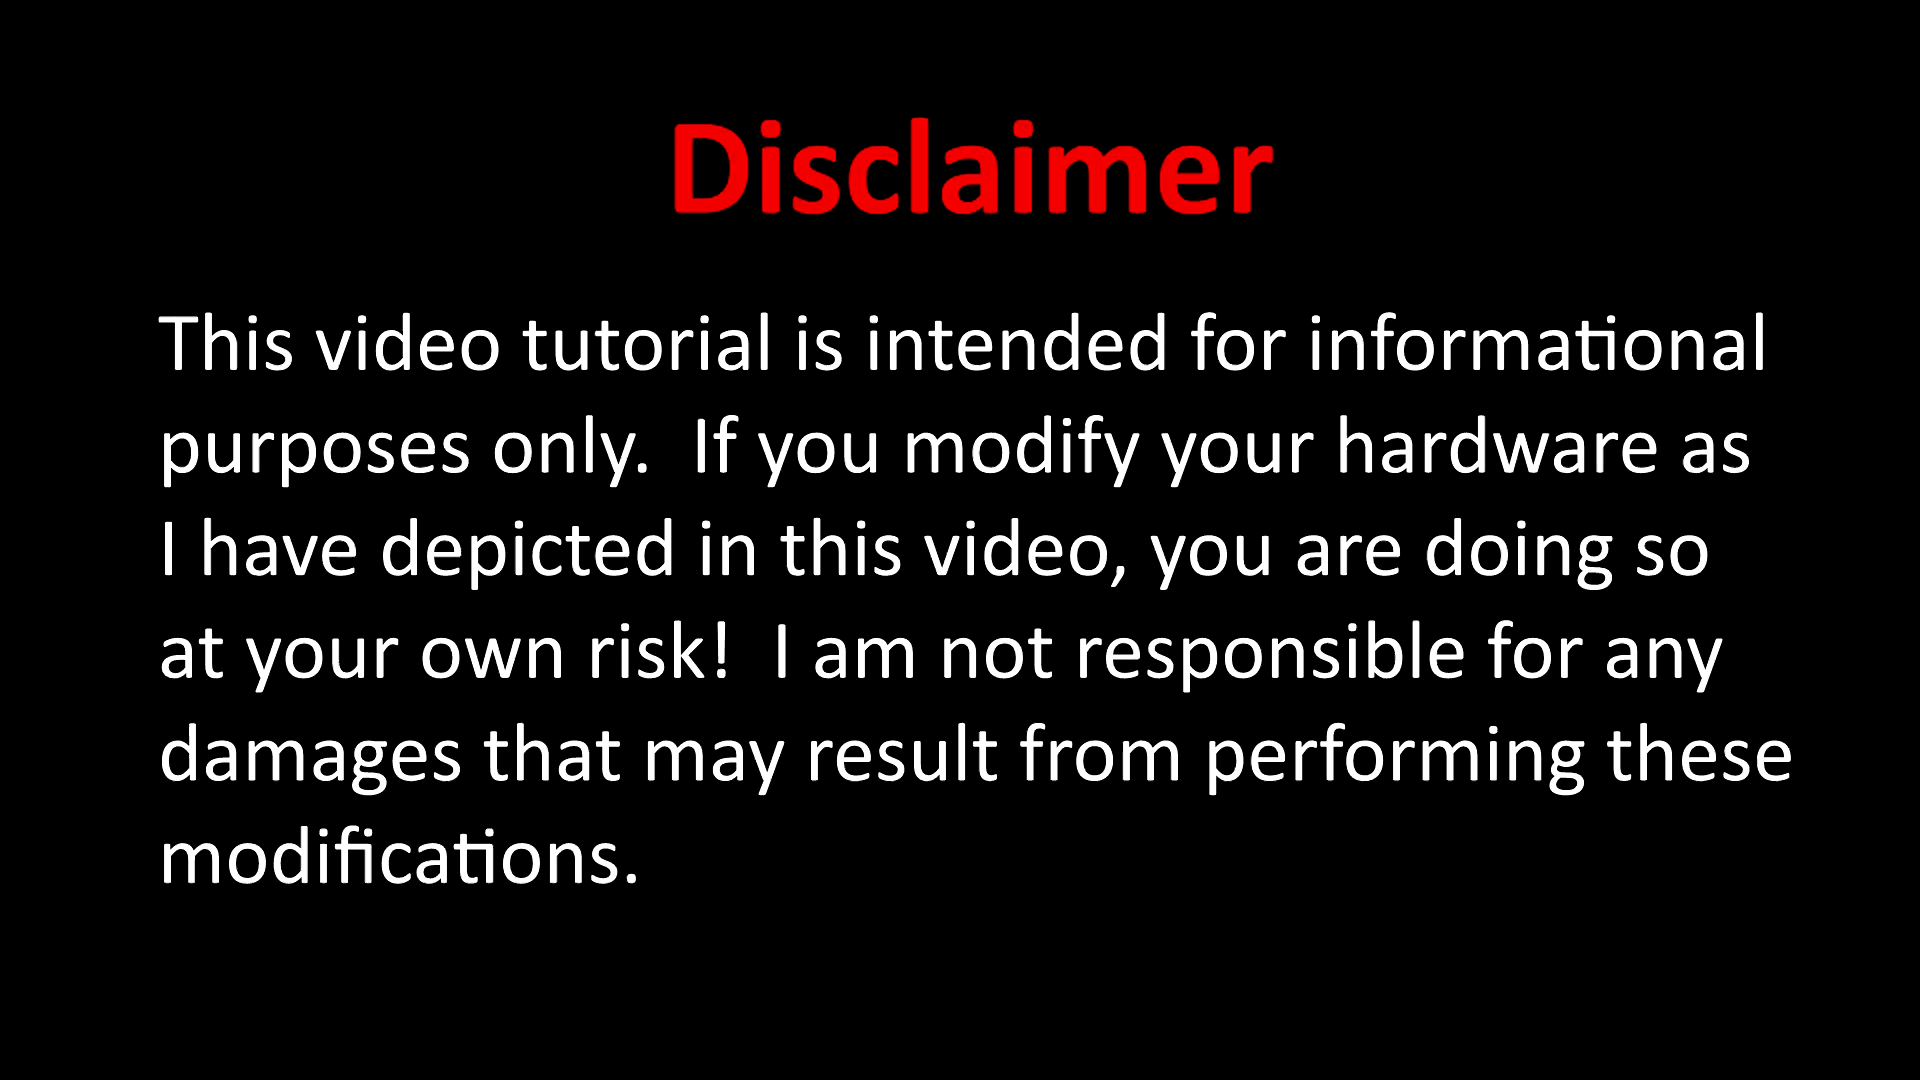 Disclaimer
This video tutorial is intended for informational
purposes only.  If you modify your hardware as
I have depicted in this video, you are doing so
at your own risk!  I am not responsible for any
damages that may result from performing these
modifications.